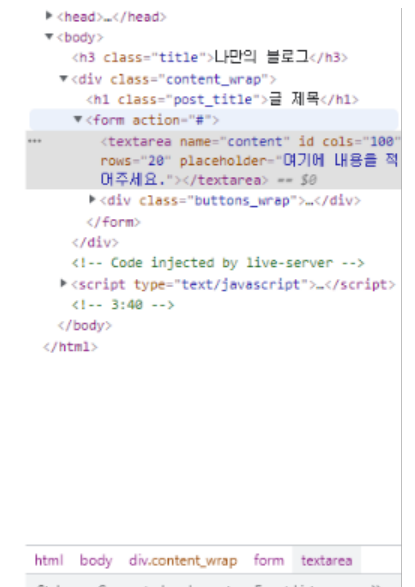 ▶<head>…</head>
▼<body>
<h3 class="title">나만의 블로그</h3>
▼<div class="content_wrap">
<h1 class="post_title">글 제목</h1>
▼<form action="#">
<textarea name="content" id cols="100"
rows="20" placeholder="여기에 내용을 적
어주세요."></textarea> == $0
▶<div class="buttons_wrap">…</div>
</form>
</div>
<!-- Code injected by live-server -->
▶<script type="text/javascript">…</script>
<!-- 3:40 -->
</body>
</html>
html body div.content_wrap form textarea